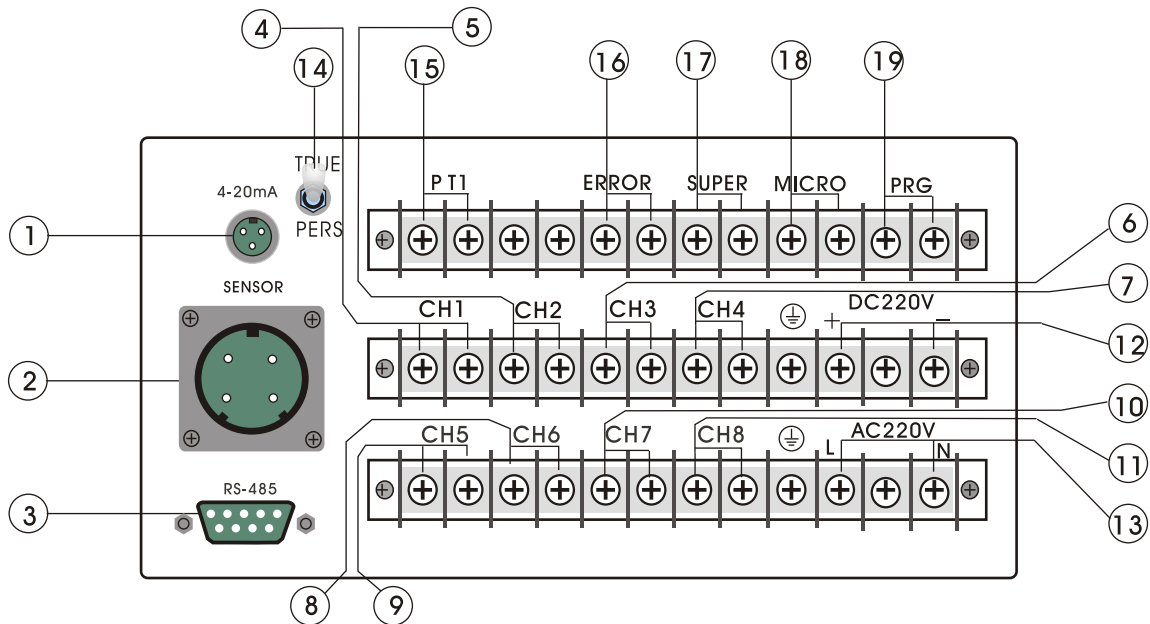 4 5
14 15 16 17 18 19
TRUE
4-20mA
PERS
P T1 ERROR SUPER MICRO PRG
1
6
SENSOR
7
CH1 CH2 CH3 CH4 + DC220V −
12
2
10
CH5 CH6 CH7 CH8 L AC220V N
11
RS-485
3
13
8 9